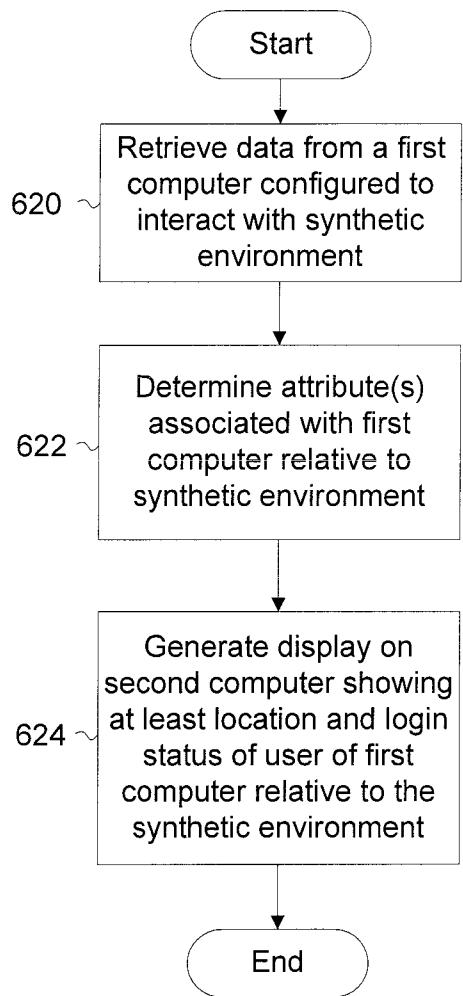 Start
Retrieve data from a first
computer configured to
interact with synthetic
environment
620
Determine attribute(s)
associated with first
computer relative to
synthetic environment
622
Generate display on
second computer showing
at least location and login
status of user of first
computer relative to the
synthetic environment
624
End